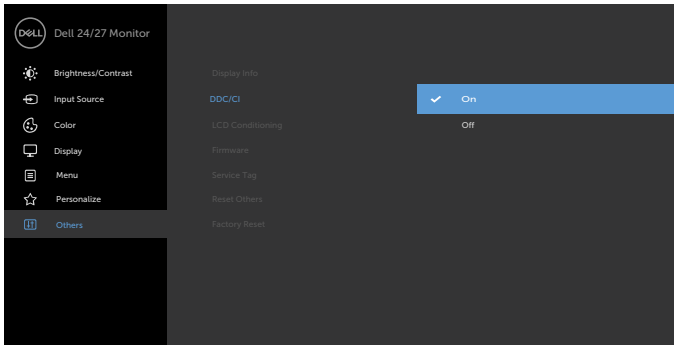 DELL
Dell 24/27 Monitor
Brightness/Contrast
Display Info
Input Source
DDC/CI
On
Color
LCD Conditioning
Off
Display
Firmware
Menu
Service Tag
Personalize
Reset Others
Others
Factory Reset